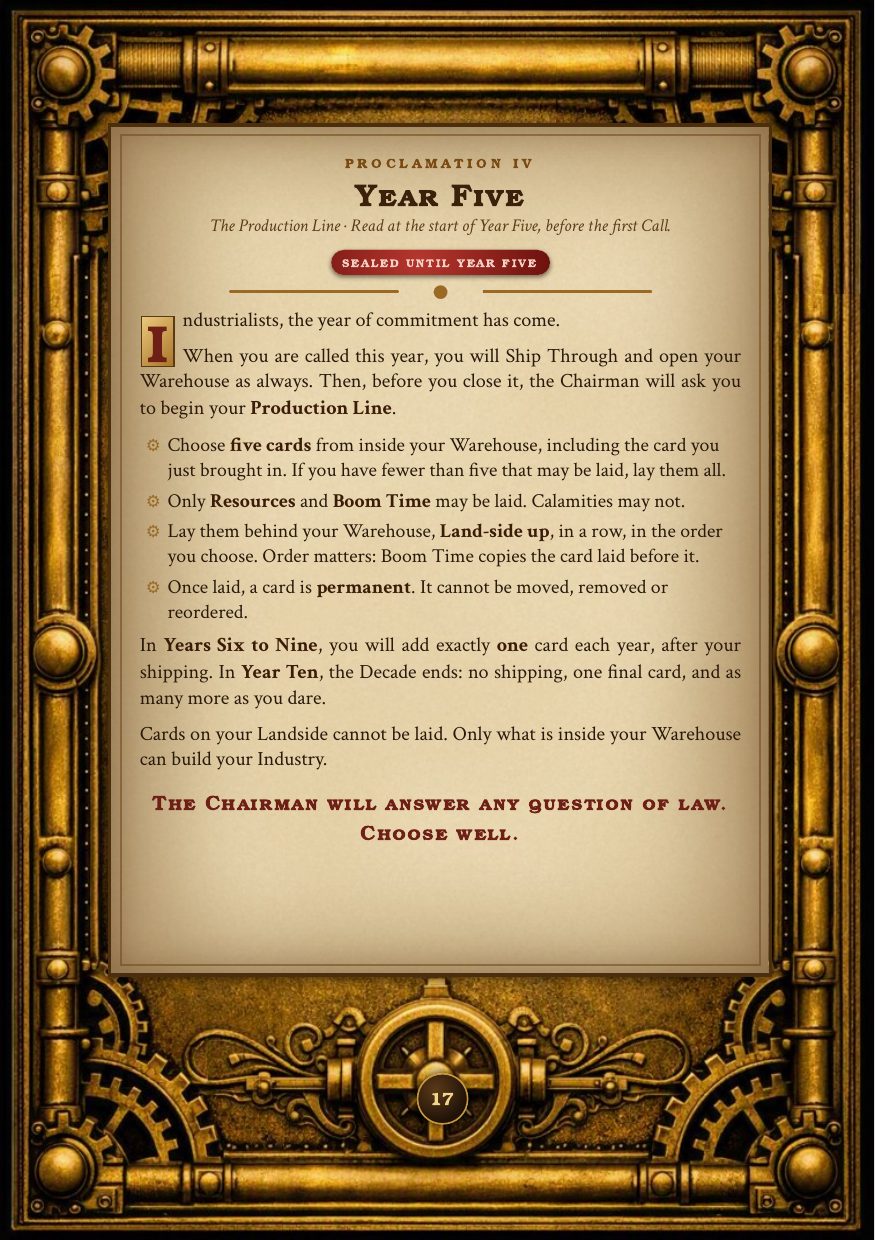 PROCLAMATION IV
YEAR FIVE
The Production Line · Read at the start of Year Five, before the first Call.
SEALED UNTIL YEAR FIVE
Industrialists, the year of commitment has come.
When you are called this year, you will Ship Through and open your
Warehouse as always. Then, before you close it, the Chairman will ask you
to begin your Production Line.
Choose five cards from inside your Warehouse, including the card you
just brought in. If you have fewer than five that may be laid, lay them all.
Only Resources and Boom Time may be laid. Calamities may not.
Lay them behind your Warehouse, Land-side up, in a row, in the order
you choose. Order matters: Boom Time copies the card laid before it.
Once laid, a card is permanent. It cannot be moved, removed or
reordered.
In Years Six to Nine, you will add exactly one card each year, after your
shipping. In Year Ten, the Decade ends: no shipping, one final card, and as
many more as you dare.
Cards on your Landside cannot be laid. Only what is inside your Warehouse
can build your Industry.
THE CHAIRMAN WILL ANSWER ANY QUESTION OF LAW.
CHOOSE WELL.
17